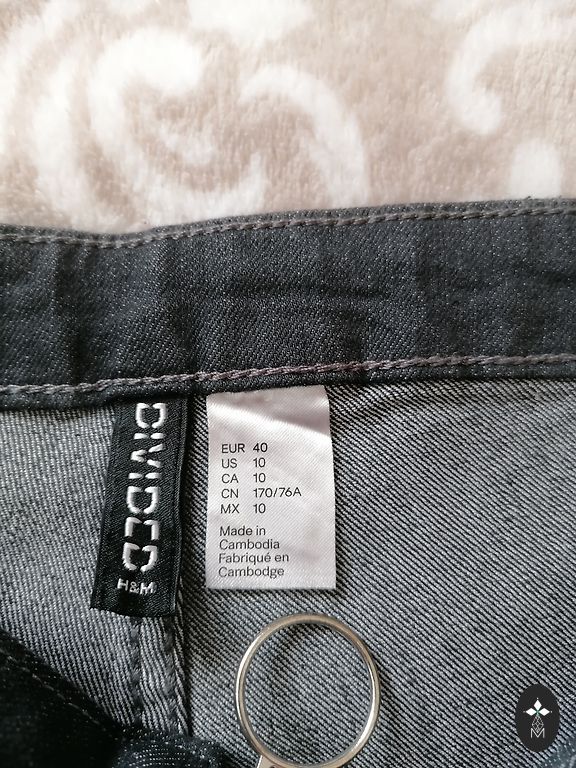 DIVIDED
H&M
EUR 40
US 10
CA 10
CN 170/76A
MX 10
Made in
Cambodia
Fabriqué en
Cambodge
M